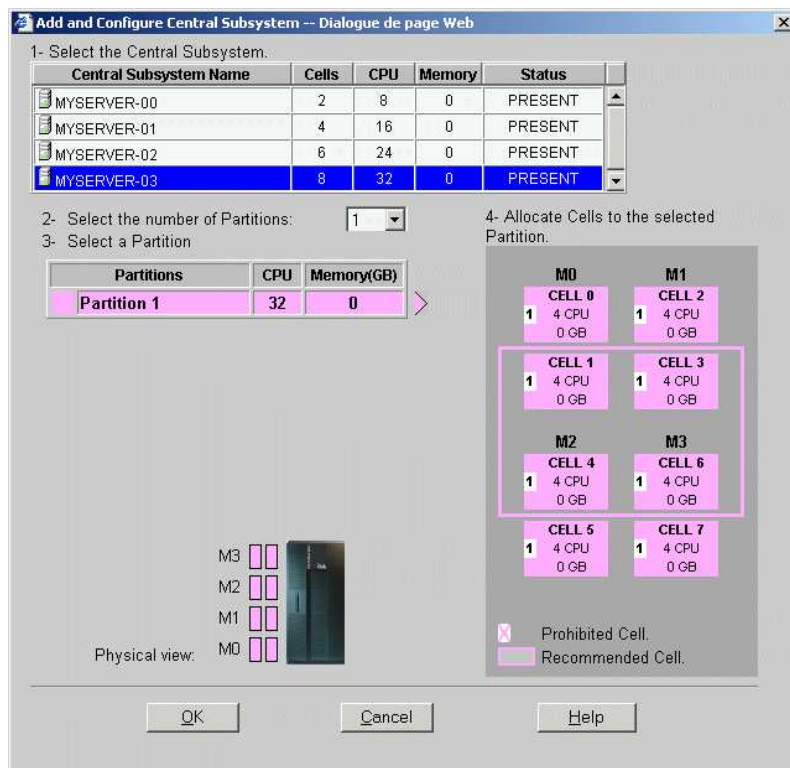 Add and Configure Central Subsystem -- Dialogue de page Web
1- Select the Central Subsystem.
Central Subsystem Name Cells CPU Memory Status
MYSERVER-00 2 8 0 PRESENT
MYSERVER-01 4 16 0 PRESENT
MYSERVER-02 6 24 0 PRESENT
MYSERVER-03 8 32 0 PRESENT
2- Select the number of Partitions: 1
3- Select a Partition
Partitions CPU Memory(GB)
Partition 1 32 0
4- Allocate Cells to the selected
Partition.
M0 M1
CELL 0 CELL 2
1 4 CPU 1 4 CPU
0 GB 0 GB
CELL 1 CELL 3
1 4 CPU 1 4 CPU
0 GB 0 GB
M2 M3
CELL 4 CELL 6
1 4 CPU 1 4 CPU
0 GB 0 GB
CELL 5 CELL 7
1 4 CPU 1 4 CPU
0 GB 0 GB
Prohibited Cell.
Recommended Cell.
M3
M2
M1
Physical view: M0
OK Cancel Help